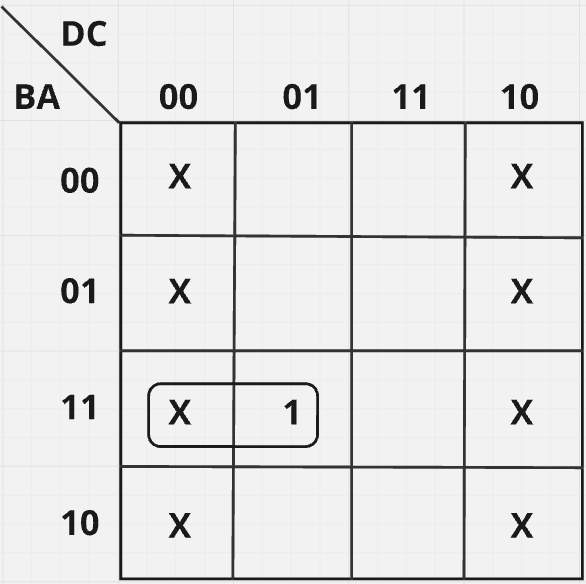 DC
BA 00 01 11 10
00 X X
01 X X
11 X 1 X
10 X X